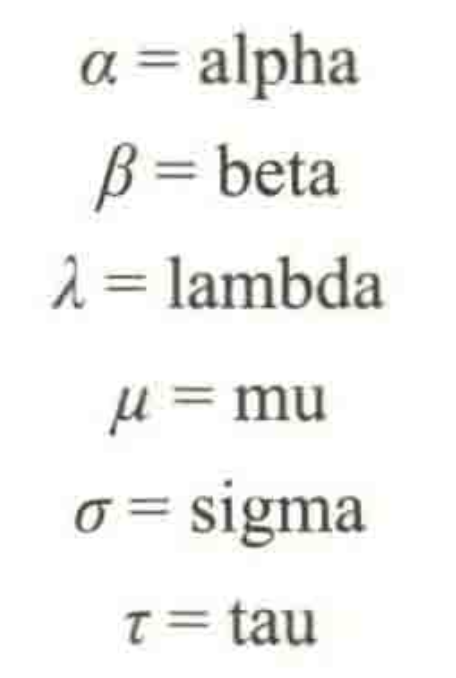 α = alpha
β = beta
λ = lambda
μ = mu
σ = sigma
τ = tau